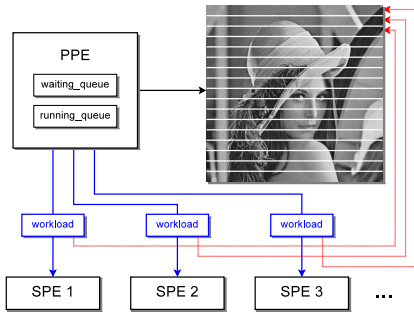 PPE
waiting_queue
running_queue
workload
workload
workload
SPE 1
SPE 2
SPE 3
...